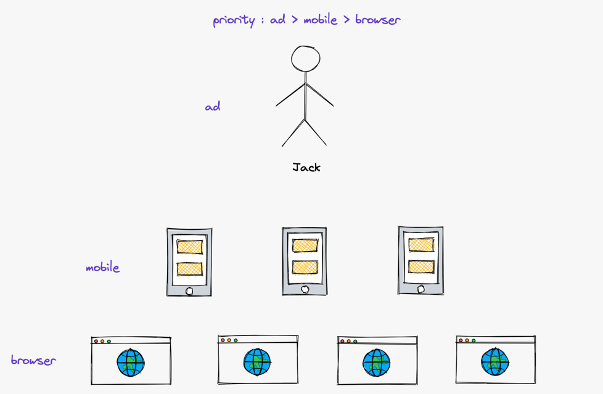 priority : ad > mobile > browser
ad
Jack
mobile
browser